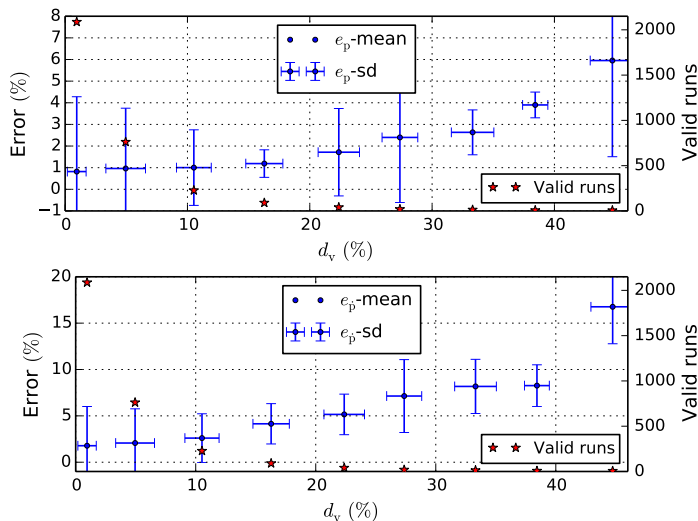 8
7
6
5
4
3
2
1
0
−1
Error (%)
2000
1500
1000
500
0
Valid runs
e_p-mean
e_p-sd
Valid runs
0 10 20 30 40
d_v (%)
20
15
10
5
0
Error (%)
2000
1500
1000
500
0
Valid runs
e_ṗ-mean
e_ṗ-sd
Valid runs
0 10 20 30 40
d_v (%)